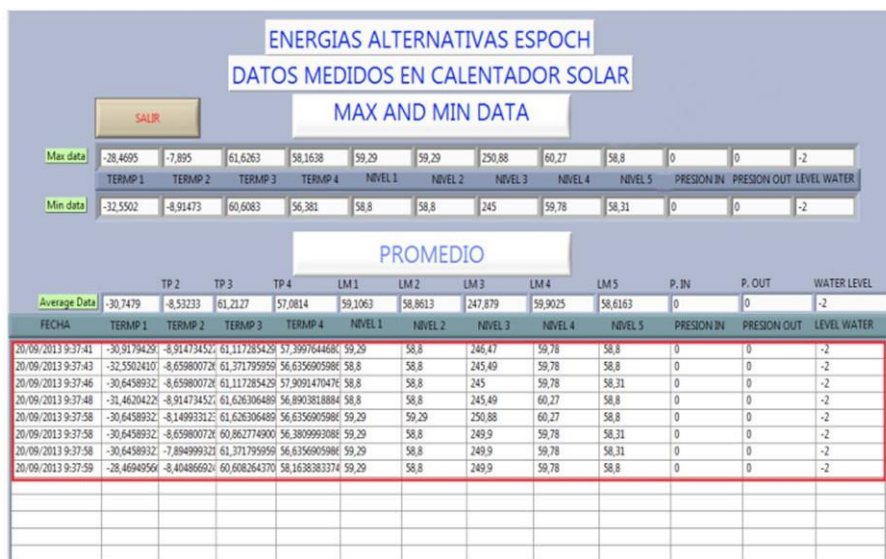 ENERGIAS ALTERNATIVAS ESPOCH
DATOS MEDIDOS EN CALENTADOR SOLAR
SALIR
MAX AND MIN DATA
Max data -28,4695 -7,895 61,6263 58,1638 59,29 59,29 250,88 60,27 58,8 0 0 -2
TERMP 1 TERMP 2 TERMP 3 TERMP 4 NIVEL 1 NIVEL 2 NIVEL 3 NIVEL 4 NIVEL 5 PRESION IN PRESION OUT LEVEL WATER
Min data -32,5502 -8,91473 60,6083 56,381 58,8 58,8 245 59,78 58,31 0 0 -2
PROMEDIO
TP 2 TP 3 TP 4 LM 1 LM 2 LM 3 LM 4 LM 5 P. IN P. OUT WATER LEVEL
Average Data -30,7479 -8,53233 61,2127 57,0814 59,1063 58,8613 247,879 59,9025 58,6163 0 0 -2
FECHA TERMP 1 TERMP 2 TERMP 3 TERMP 4 NIVEL 1 NIVEL 2 NIVEL 3 NIVEL 4 NIVEL 5 PRESION IN PRESION OUT LEVEL WATER
20/09/2013 9:37:41 -30,9179429 -8,91473452 61,117285429 57,3997644680 59,29 58,8 246,47 59,78 58,8 0 0 -2
20/09/2013 9:37:43 -32,5502410 -8,65980072 61,371795959 56,635690598 58,8 58,8 245,49 59,78 58,8 0 0 -2
20/09/2013 9:37:46 -30,6458932 -8,65980072 61,117285429 57,909147047 58,8 58,8 245 59,78 58,31 0 0 -2
20/09/2013 9:37:48 -31,4620422 -8,91473452 61,626306489 56,8903818884 58,8 58,8 245,49 60,27 58,8 0 0 -2
20/09/2013 9:37:58 -30,6458932 -8,14993312 61,626306489 56,635690598 59,29 59,29 250,88 60,27 58,8 0 0 -2
20/09/2013 9:37:58 -30,6458932 -8,65980072 60,862774900 56,380999308 59,29 58,8 249,9 59,78 58,31 0 0 -2
20/09/2013 9:37:58 -30,6458932 -7,89499932 61,371795959 56,635690598 59,29 58,8 249,9 59,78 58,31 0 0 -2
20/09/2013 9:37:59 -28,4694956 -8,40486692 60,608264370 58,1638383374 59,29 58,8 249,9 59,78 58,8 0 0 -2